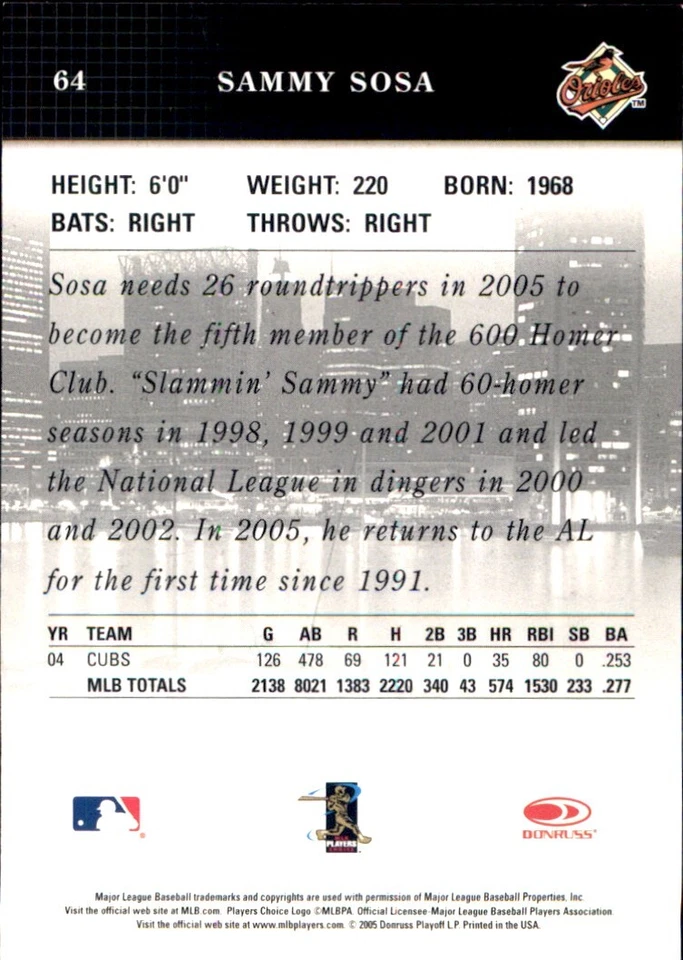 64 SAMMY SOSA Orioles TM
HEIGHT: 6'0" WEIGHT: 220 BORN: 1968
BATS: RIGHT THROWS: RIGHT
Sosa needs 26 roundtrippers in 2005 to
become the fifth member of the 600 Homer
Club. “Slammin’ Sammy” had 60-homer
seasons in 1998, 1999 and 2001 and led
the National League in dingers in 2000
and 2002. In 2005, he returns to the AL
for the first time since 1991.
YR TEAM G AB R H 2B 3B HR RBI SB BA
04 CUBS 126 478 69 121 21 0 35 80 0 .253
MLB TOTALS 2138 8021 1383 2220 340 43 574 1530 233 .277
PLAYERS
DONRUSS
Major League Baseball trademarks and copyrights are used with permission of Major League Baseball Properties, Inc.
Visit the official web site at MLB.com. Players Choice Logo ©MLBPA. Official Licensee-Major League Baseball Players Association.
Visit the official web site at www.mlbplayers.com. © 2005 Donruss Playoff L.P. Printed in the USA.